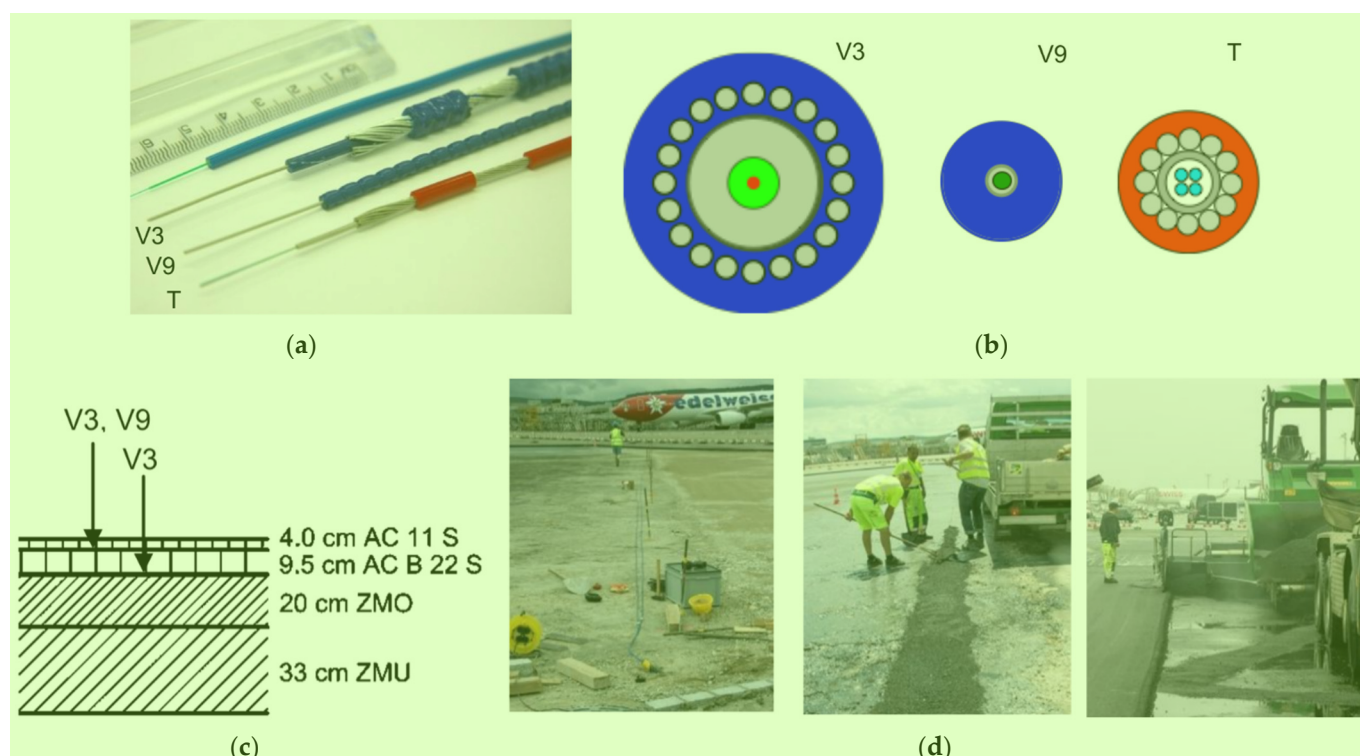 V3
V9
T
V3
V9
T
(a)
(b)
V3, V9
V3
4.0 cm AC 11 S
9.5 cm AC B 22 S
20 cm ZMO
33 cm ZMU
edelweiss
(c)
(d)